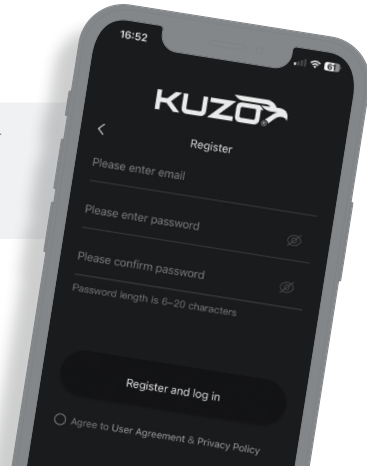 16:52
61
KUZO
Register
Please enter email
Please enter password
Please confirm password
Password length is 6-20 characters
Register and log in
Agree to User Agreement & Privacy Policy